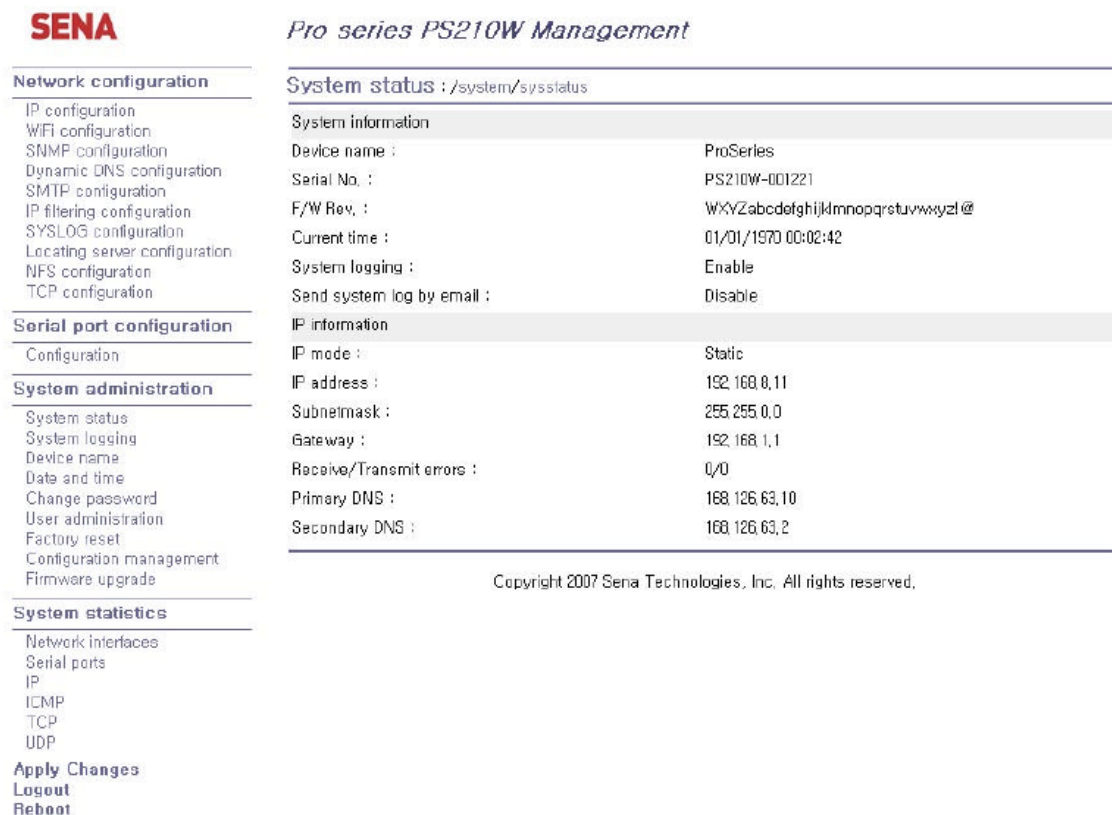 SENA
Pro series PS210W Management
Network configuration
IP configuration
WiFi configuration
SNMP configuration
Dynamic DNS configuration
SMTP configuration
IP filtering configuration
SYSLOG configuration
Locating server configuration
NFS configuration
TCP configuration
Serial port configuration
Configuration
System administration
System status
System logging
Device name
Date and time
Change password
User administration
Factory reset
Configuration management
Firmware upgrade
System statistics
Network interfaces
Serial ports
IP
ICMP
TCP
UDP
Apply Changes
Logout
Reboot
System status : /system/sysstatus
System information
Device name : ProSeries
Serial No. : PS210W-001221
F/W Rev. : WXYZabcdefghijklmnopqrstuvwxyz!@
Current time : 01/01/1970 00:02:42
System logging : Enable
Send system log by email : Disable
IP information
IP mode : Static
IP address : 192.168.8.11
Subnetmask : 255.255.0.0
Gateway : 192.168.1.1
Receive/Transmit errors : 0/0
Primary DNS : 168.126.63.10
Secondary DNS : 168.126.63.2
Copyright 2007 Sena Technologies, Inc. All rights reserved.